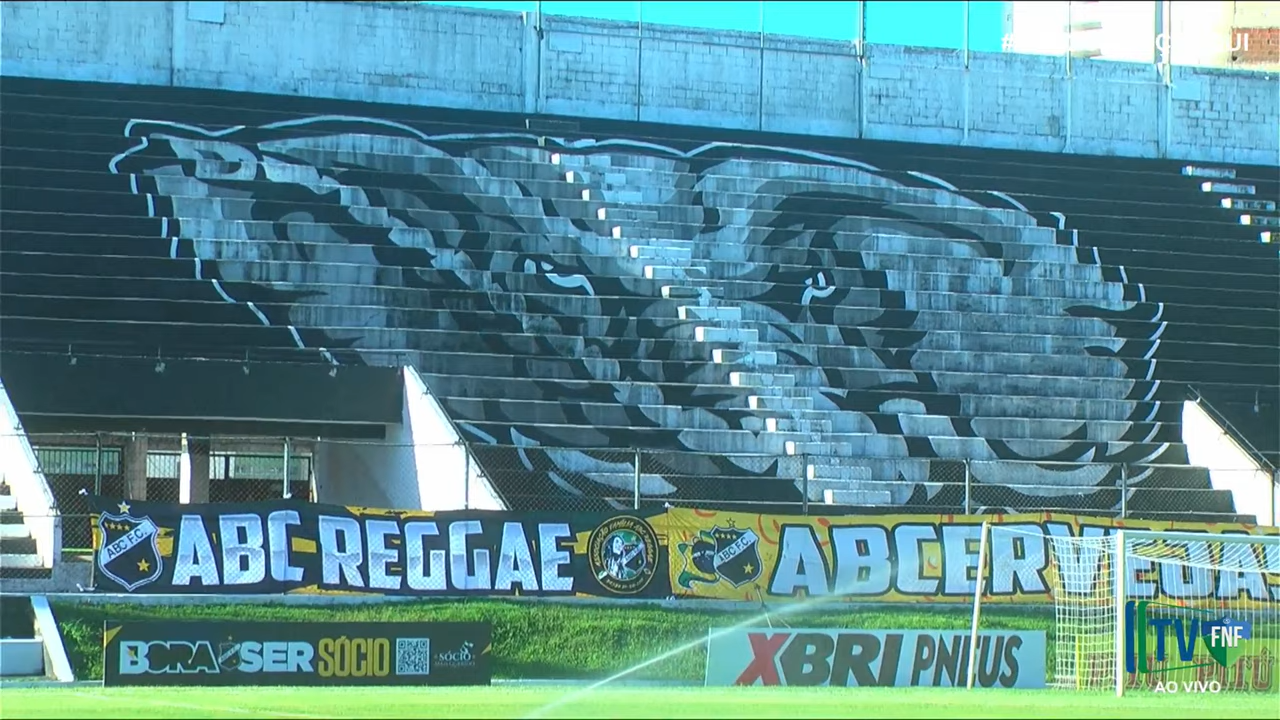 ABC F.C.
ABC REGGAE
ABC F.C.
ABCERVEJA
BORA SER SÓCIO
sócio
XBRI PNEUS
TV FNF
AO VIVO